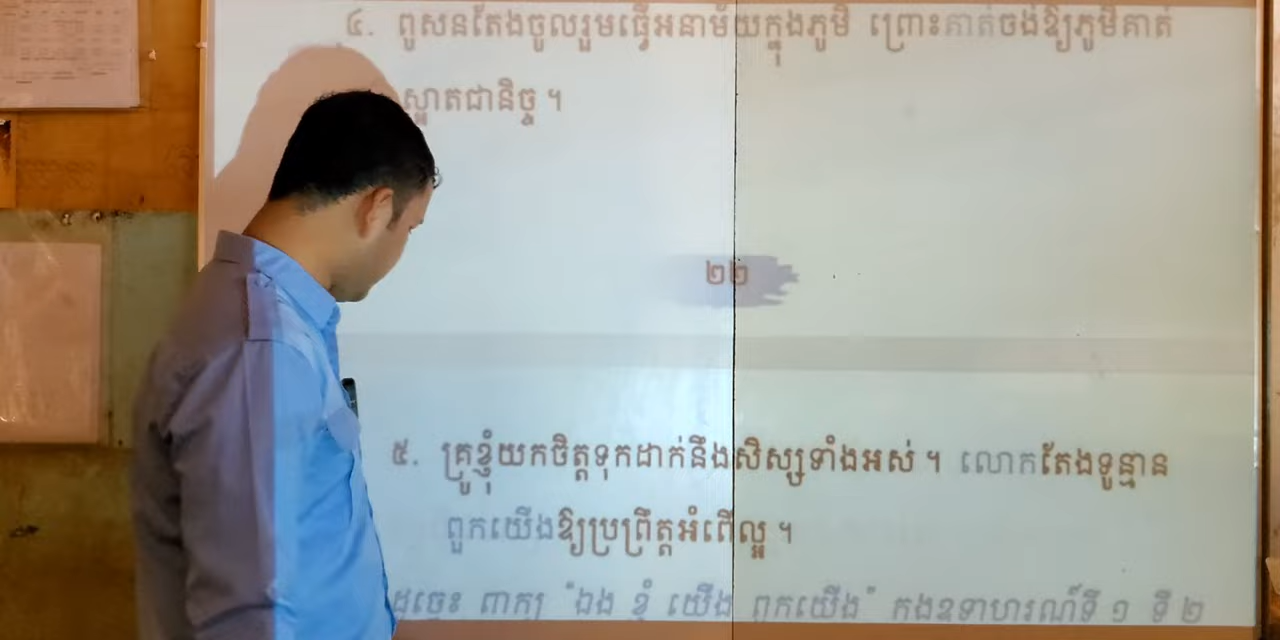 ៤. ពូសនតែងចូលរួមធ្វើអនាម័យក្នុងភូមិ ព្រោះគាត់ចង់ឱ្យភូមិគាត់
ស្អាតជានិច្ច ។
២២
៥. គ្រូខ្ញុំយកចិត្តទុកដាក់នឹងសិស្សទាំងអស់ ។ លោកតែងទូន្មាន
ពួកយើងឱ្យប្រព្រឹត្តអំពើល្អ ។
ដូច្នេះ ពាក្យ "ឯង ខ្ញុំ យើង ពួកយើង" ក្នុងឧទាហរណ៍ទី ១ ទី ២